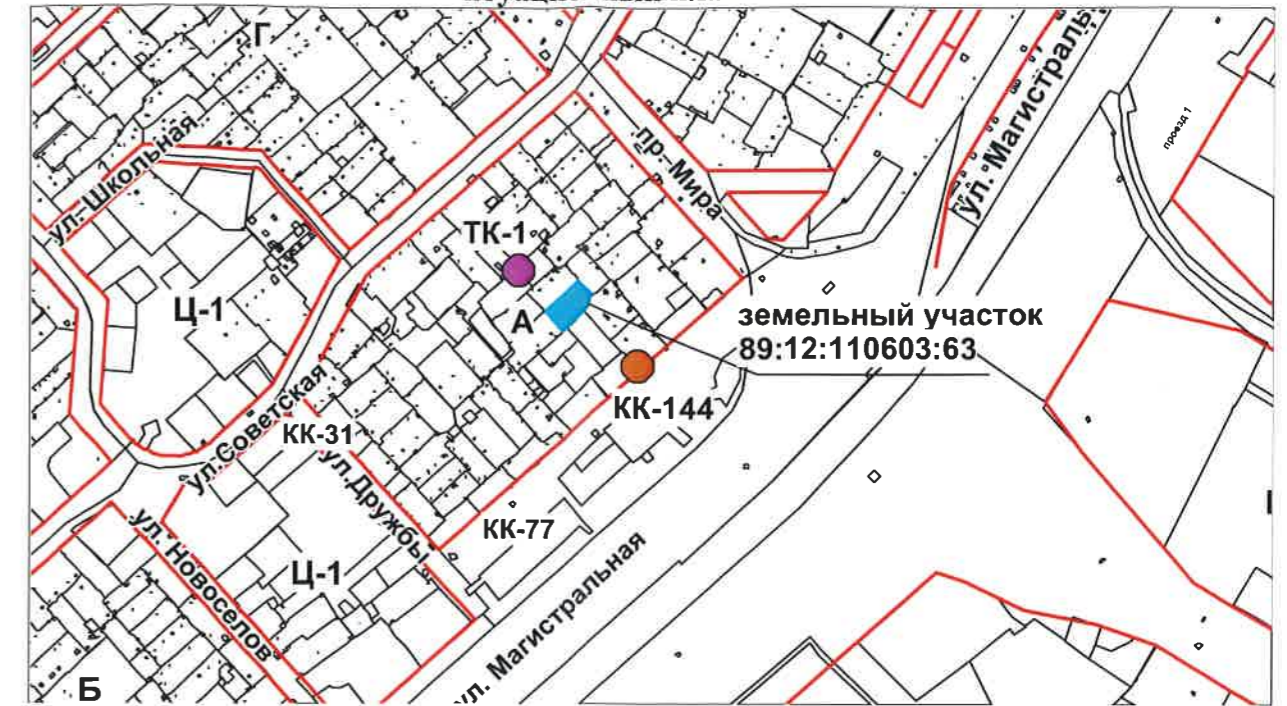 Г
ул. Школьная
пр-Мира
ул. Магистраль
проезд 1
ТК-1
Ц-1
А
земельный участок
89:12:110603:63
КК-144
ул.Советская
КК-31
ул.Дружбы
КК-77
ул. Новоселов
Ц-1
ул. Магистральная
Б